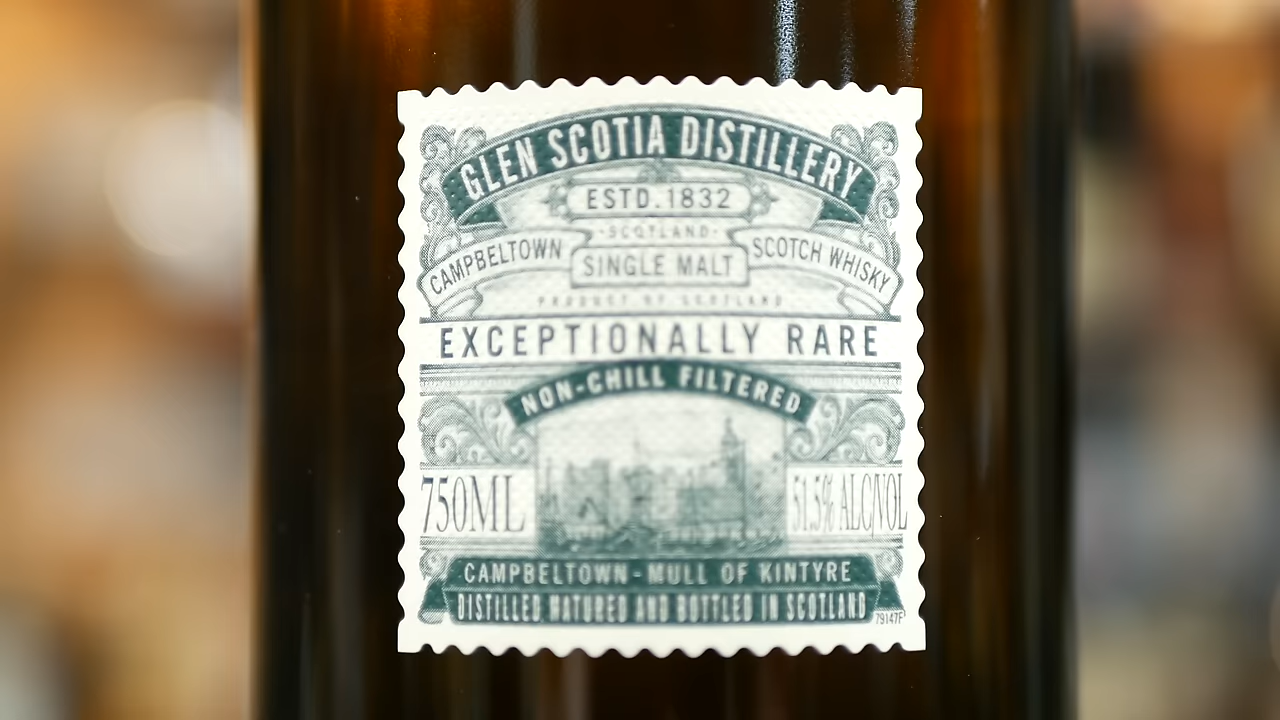 GLEN SCOTIA DISTILLERY
ESTD.1832
·SCOTLAND·
CAMPBELTOWN
SINGLE MALT
SCOTCH WHISKY
PRODUCT OF SCOTLAND
EXCEPTIONALLY RARE
NON-CHILL FILTERED
750ML
51.5% ALC/VOL
CAMPBELTOWN - MULL OF KINTYRE
DISTILLED MATURED AND BOTTLED IN SCOTLAND
79147F